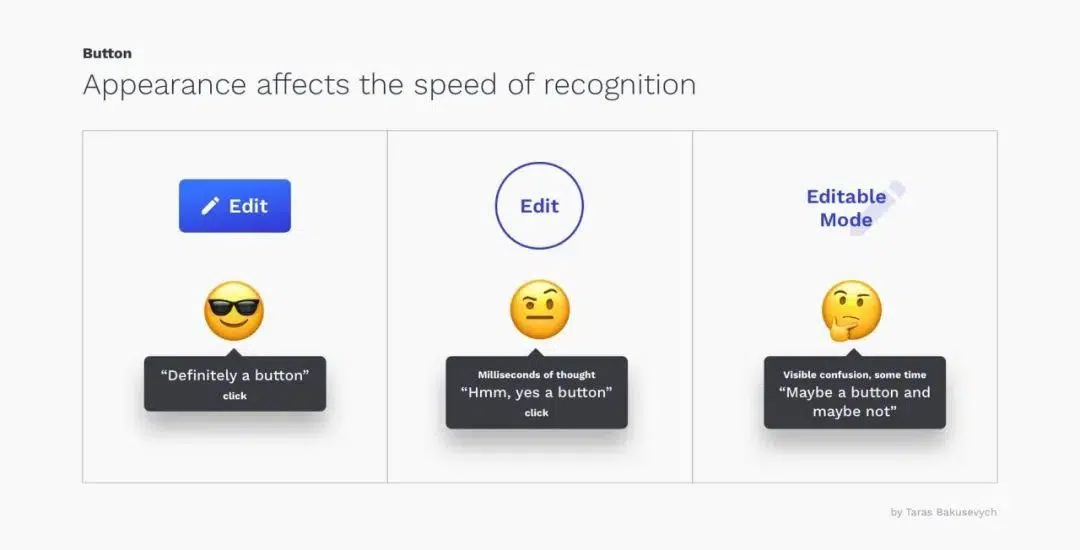 Button
Appearance affects the speed of recognition
Edit
“Definitely a button”
click
Edit
Milliseconds of thought
“Hmm, yes a button”
click
Editable
Mode
Visible confusion, some time
“Maybe a button and
maybe not”
by Taras Bakusevych